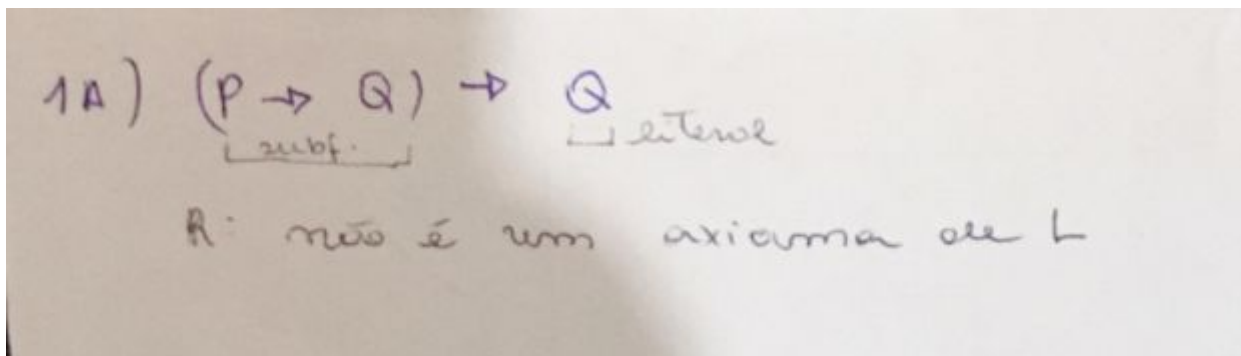 1A) (P → Q) → Q
subf. literal
R: não é um axioma de L